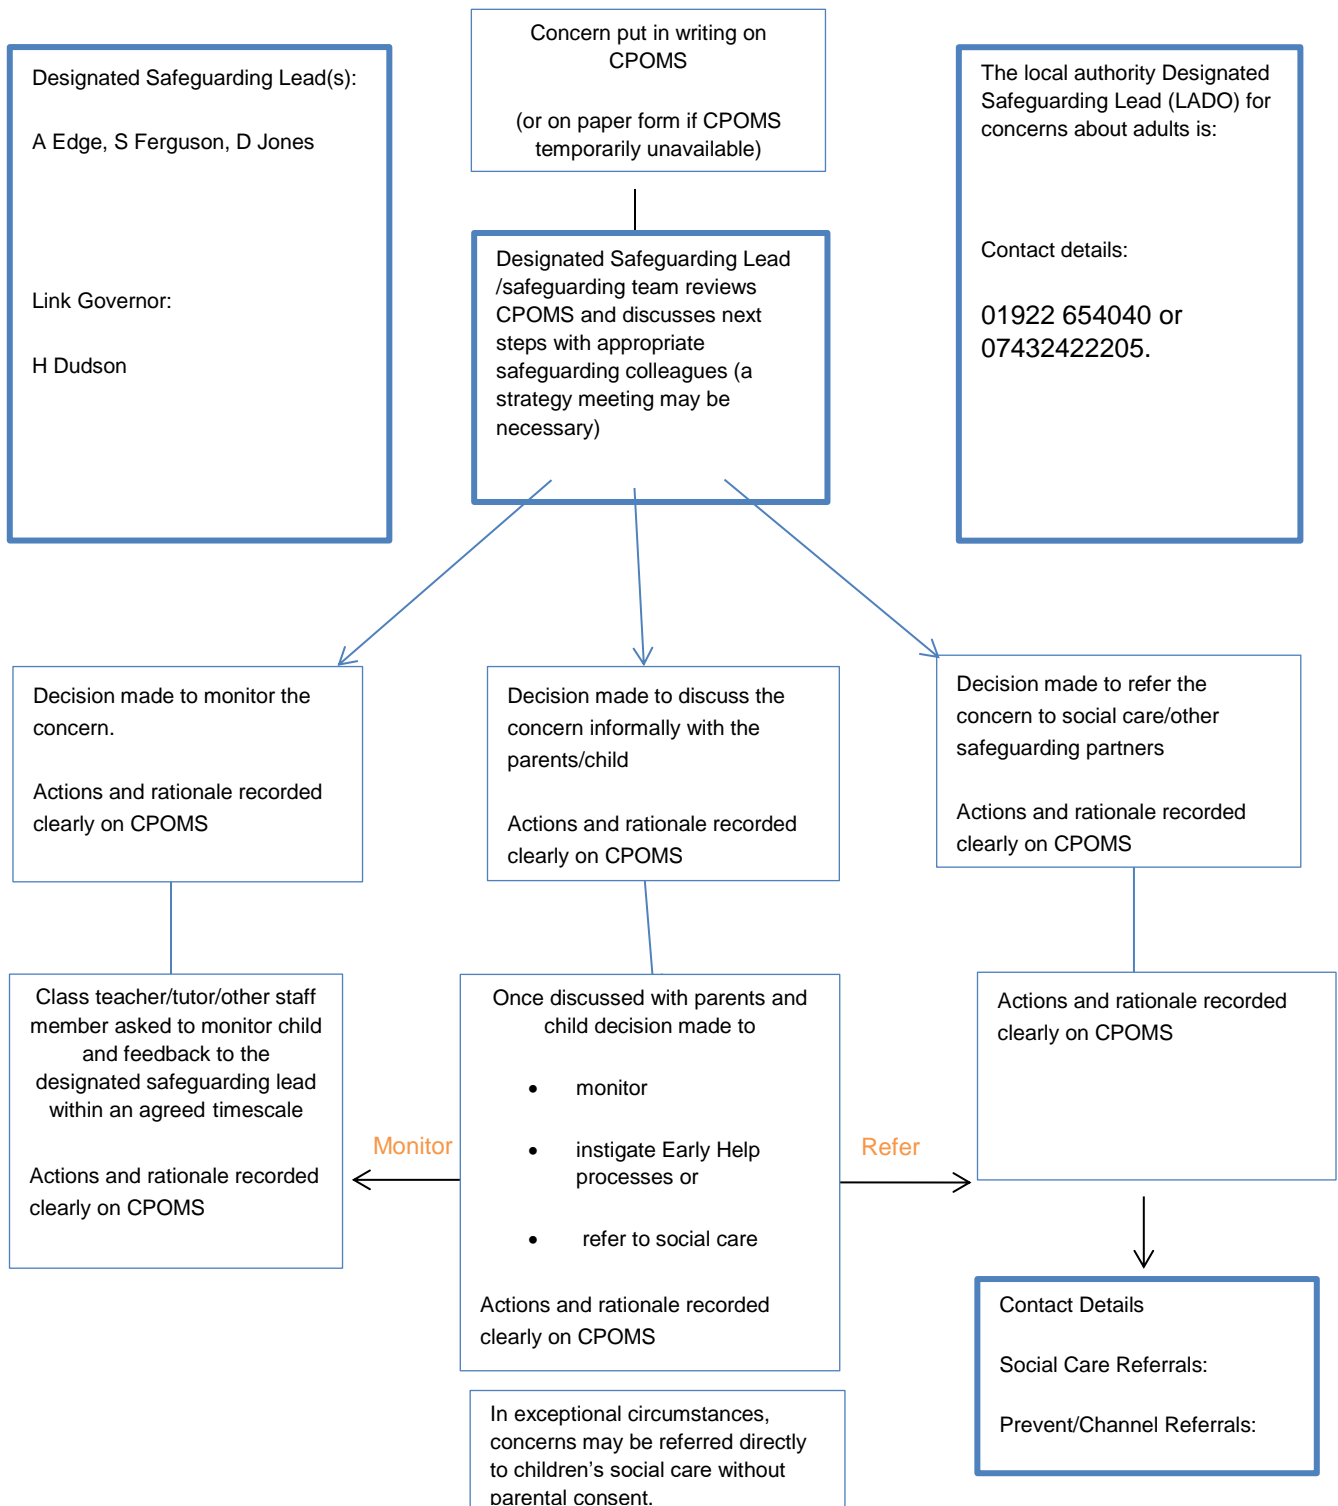 Concern put in writing on
CPOMS
(or on paper form if CPOMS
temporarily unavailable)
Designated Safeguarding Lead(s):
A Edge, S Ferguson, D Jones
Link Governor:
H Dudson
The local authority Designated
Safeguarding Lead (LADO) for
concerns about adults is:
Contact details:
01922 654040 or
07432422205.
Designated Safeguarding Lead
/safeguarding team reviews
CPOMS and discusses next
steps with appropriate
safeguarding colleagues (a
strategy meeting may be
necessary)
Decision made to monitor the
concern.
Actions and rationale recorded
clearly on CPOMS
Decision made to discuss the
concern informally with the
parents/child
Actions and rationale recorded
clearly on CPOMS
Decision made to refer the
concern to social care/other
safeguarding partners
Actions and rationale recorded
clearly on CPOMS
Class teacher/tutor/other staff
member asked to monitor child
and feedback to the
designated safeguarding lead
within an agreed timescale
Actions and rationale recorded
clearly on CPOMS
Monitor
Once discussed with parents and
child decision made to
• monitor
• instigate Early Help
processes or
• refer to social care
Actions and rationale recorded
clearly on CPOMS
Refer
Actions and rationale recorded
clearly on CPOMS
Contact Details
Social Care Referrals:
Prevent/Channel Referrals:
In exceptional circumstances,
concerns may be referred directly
to children’s social care without
parental consent.